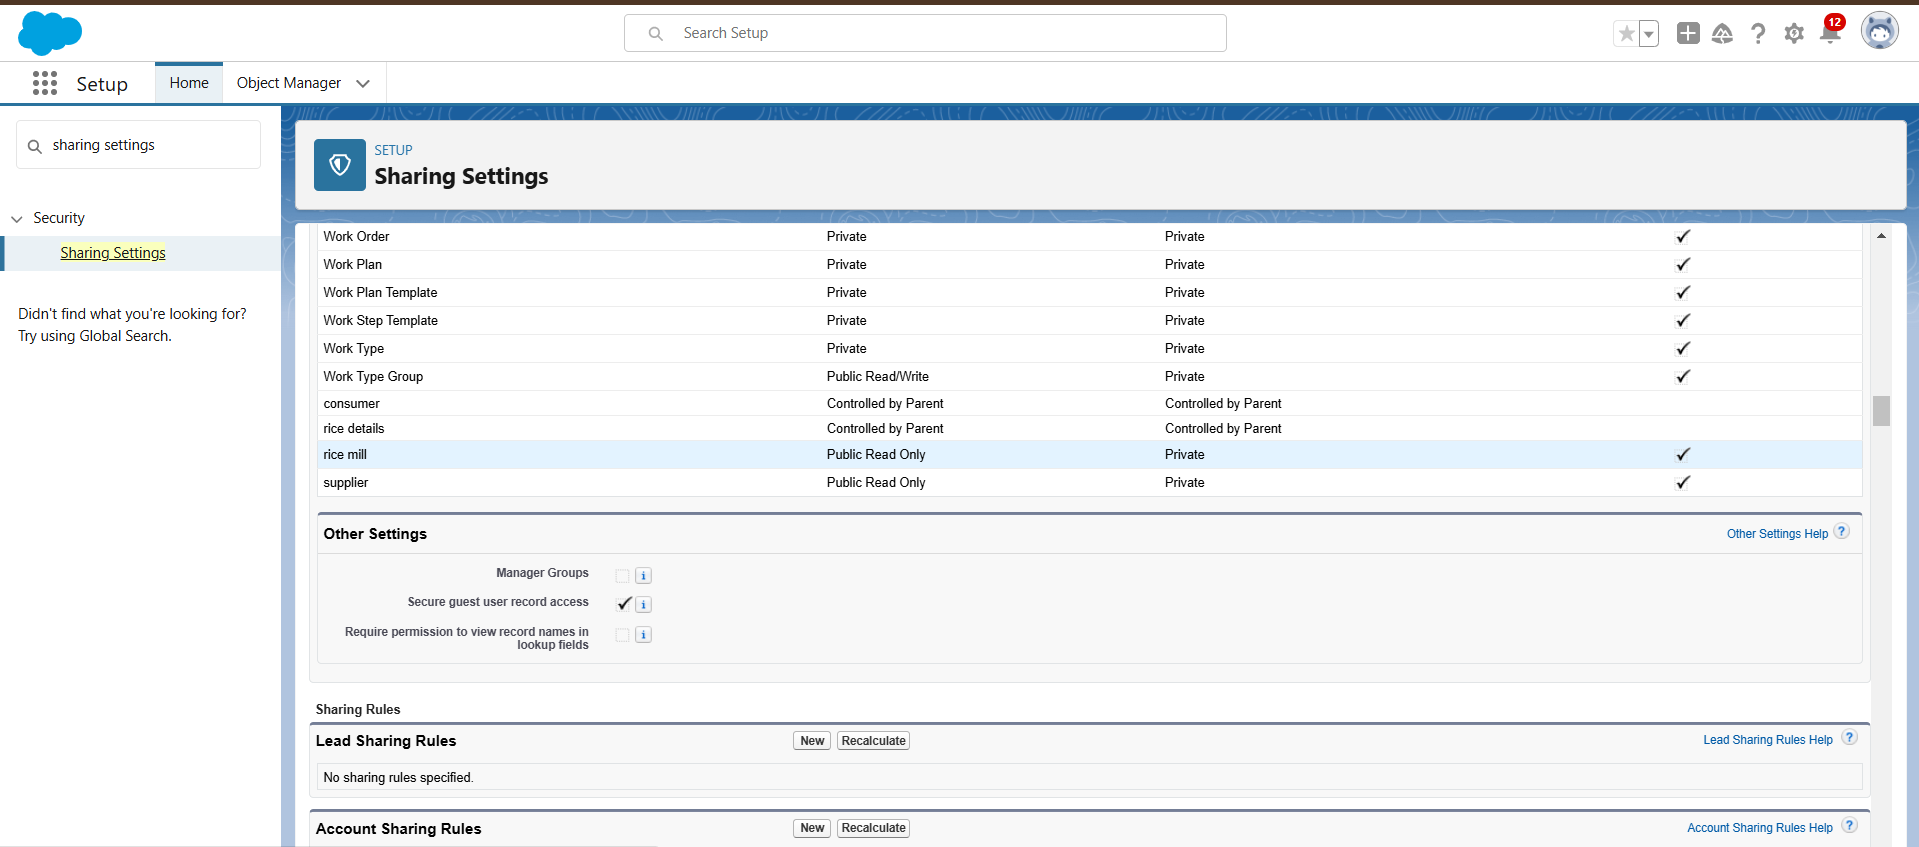 Search Setup
12
Setup
Home
Object Manager
sharing settings
Security
Sharing Settings
Didn't find what you're looking for?
Try using Global Search.
SETUP
Sharing Settings
Work Order Private Private
Work Plan Private Private
Work Plan Template Private Private
Work Step Template Private Private
Work Type Private Private
Work Type Group Public Read/Write Private
consumer Controlled by Parent Controlled by Parent
rice details Controlled by Parent Controlled by Parent
rice mill Public Read Only Private
supplier Public Read Only Private
Other Settings
Other Settings Help ?
Manager Groups i
Secure guest user record access i
Require permission to view record names in
lookup fields i
Sharing Rules
Lead Sharing Rules New Recalculate Lead Sharing Rules Help ?
No sharing rules specified.
Account Sharing Rules New Recalculate Account Sharing Rules Help ?